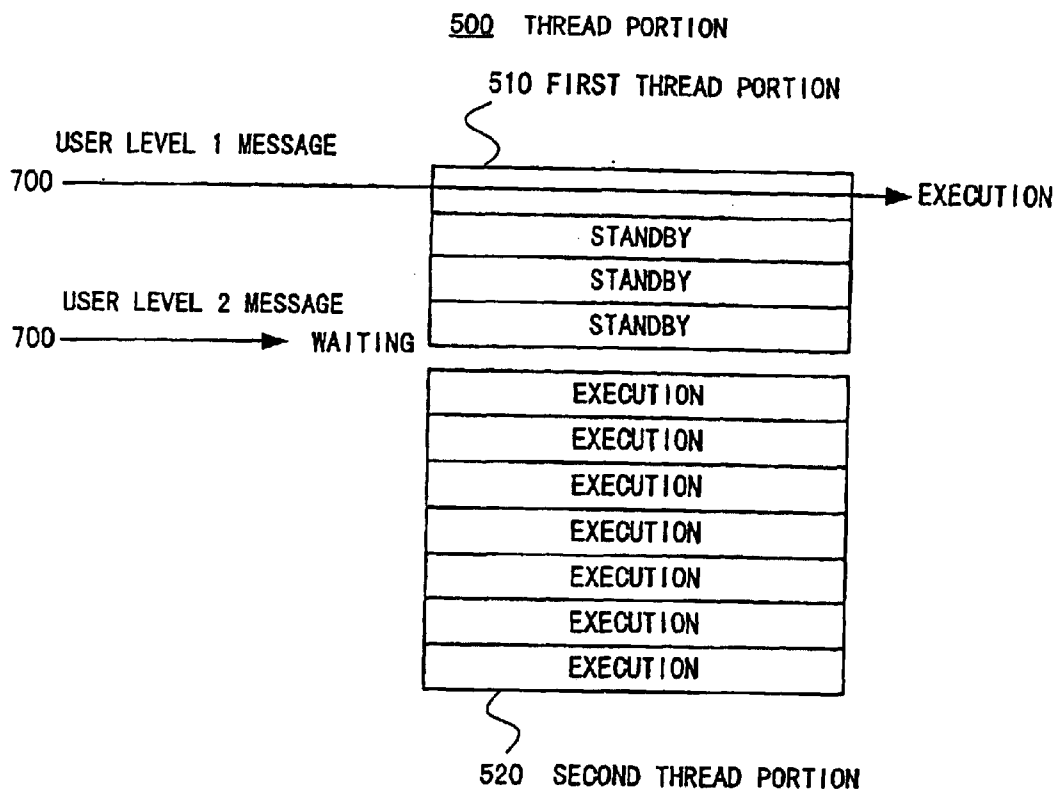 500 THREAD PORTION
510 FIRST THREAD PORTION
USER LEVEL 1 MESSAGE
700
EXECUTION
STANDBY
STANDBY
STANDBY
USER LEVEL 2 MESSAGE
700
WAITING
EXECUTION
EXECUTION
EXECUTION
EXECUTION
EXECUTION
EXECUTION
EXECUTION
520 SECOND THREAD PORTION